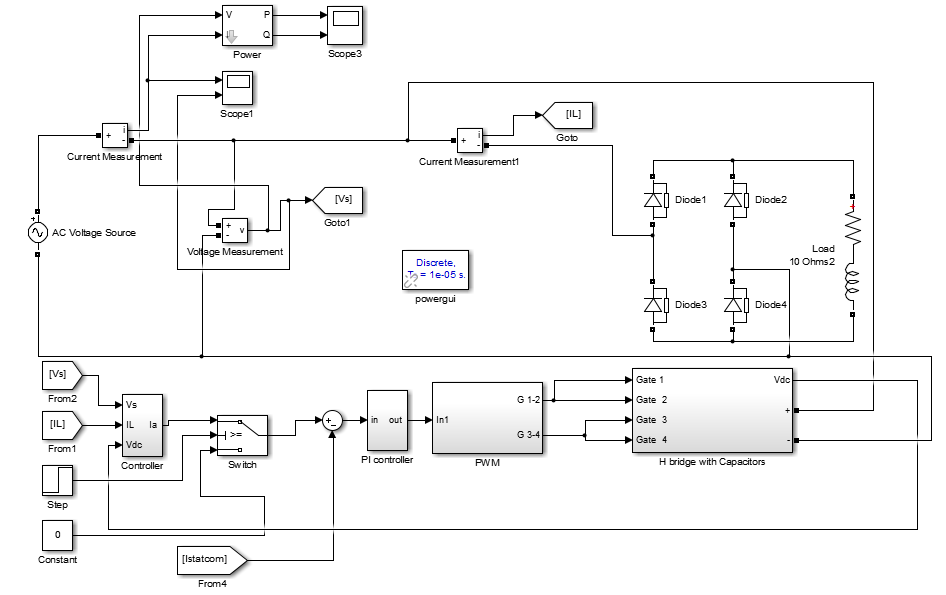 V
P
I
Q
Power
Scope3
Scope1
+
i
-
Current Measurement
+
i
-
Current Measurement1
[IL]
Goto
[Vs]
Goto1
+
AC Voltage Source
+
-
v
Voltage Measurement
Discrete,
= 1e-05 s.
powergui
Diode1
Diode2
+
Load
10 Ohms2
Diode3
Diode4
[Vs]
From2
[IL]
From1
Vs
IL
Vdc
Ia
Controller
>=
Switch
Step
0
Constant
[Istatcom]
From4
+
-
in out
PI controller
In1
G 1-2
G 3-4
PWM
Gate 1
Gate 2
Gate 3
Gate 4
Vdc
+
-
H bridge with Capacitors